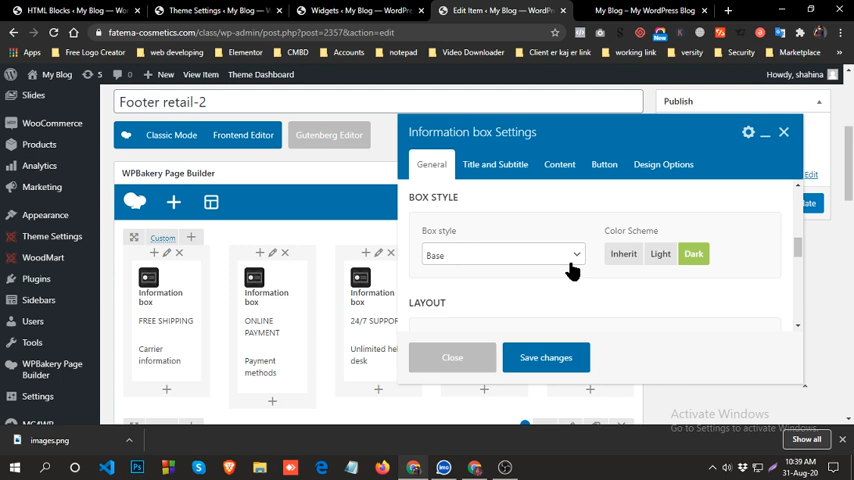 HTML Blocks ‹ My Blog — WordPr
Theme Settings ‹ My Blog — Wo
Widgets ‹ My Blog — WordPress
Edit Item ‹ My Blog — WordPres
My Blog – My WordPress Blog
fatema-cosmetics.com/class/wp-admin/post.php?post=2357&action=edit
Apps Free Logo Creator web developing Elementor CMBD Accounts notepad Video Downloader Client er kaj er link working link versity Security Marketplace »
My Blog 5 0 New View Item Theme Dashboard Howdy, shahina
Slides
WooCommerce
Products
Analytics
Marketing
Appearance
Theme Settings
WoodMart
Plugins
Sidebars
Users
Tools
WPBakery Page
Builder
Settings
Footer retail-2
Publish
Classic Mode Frontend Editor Gutenberg Editor
Edit
WPBakery Page Builder
Custom
Information
box
FREE SHIPPING
Carrier
information
Information
box
ONLINE
PAYMENT
Payment
methods
Information
box
24/7 SUPPOR
Unlimited hel
desk
Information box Settings
General Title and Subtitle Content Button Design Options
BOX STYLE
Box style Color Scheme
Base
Inherit Light Dark
LAYOUT
Close Save changes
Activate Windows
Go to Settings to activate Windows.
images.png
Show all
10:39 AM
31-Aug-20